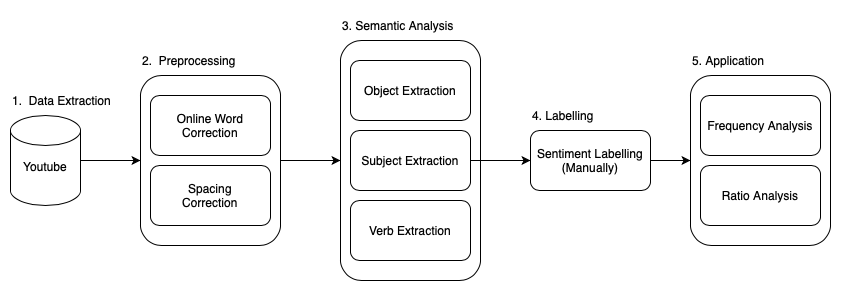 1. Data Extraction
Youtube
2. Preprocessing
Online Word
Correction
Spacing
Correction
3. Semantic Analysis
Object Extraction
Subject Extraction
Verb Extraction
4. Labelling
Sentiment Labelling
(Manually)
5. Application
Frequency Analysis
Ratio Analysis